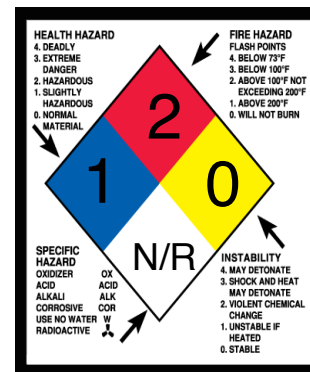 HEALTH HAZARD
4. DEADLY
3. EXTREME
DANGER
2. HAZARDOUS
1. SLIGHTLY
HAZARDOUS
0. NORMAL
MATERIAL
FIRE HAZARD
FLASH POINTS
4. BELOW 73°F
3. BELOW 100°F
2. ABOVE 100°F NOT
EXCEEDING 200°F
1. ABOVE 200°F
0. WILL NOT BURN
2
1
0
N/R
SPECIFIC
HAZARD
OXIDIZER OX
ACID ACID
ALKALI ALK
CORROSIVE COR
USE NO WATER W
RADIOACTIVE
INSTABILITY
4. MAY DETONATE
3. SHOCK AND HEAT
MAY DETONATE
2. VIOLENT CHEMICAL
CHANGE
1. UNSTABLE IF
HEATED
0. STABLE